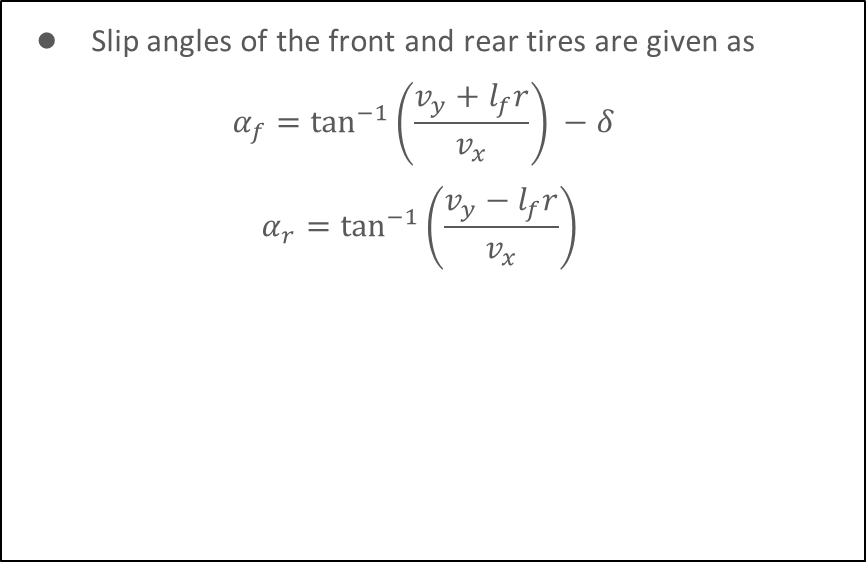 ● Slip angles of the front and rear tires are given as
α_f = tan⁻¹((v_y + l_f r)/v_x) − δ
α_r = tan⁻¹((v_y − l_f r)/v_x)